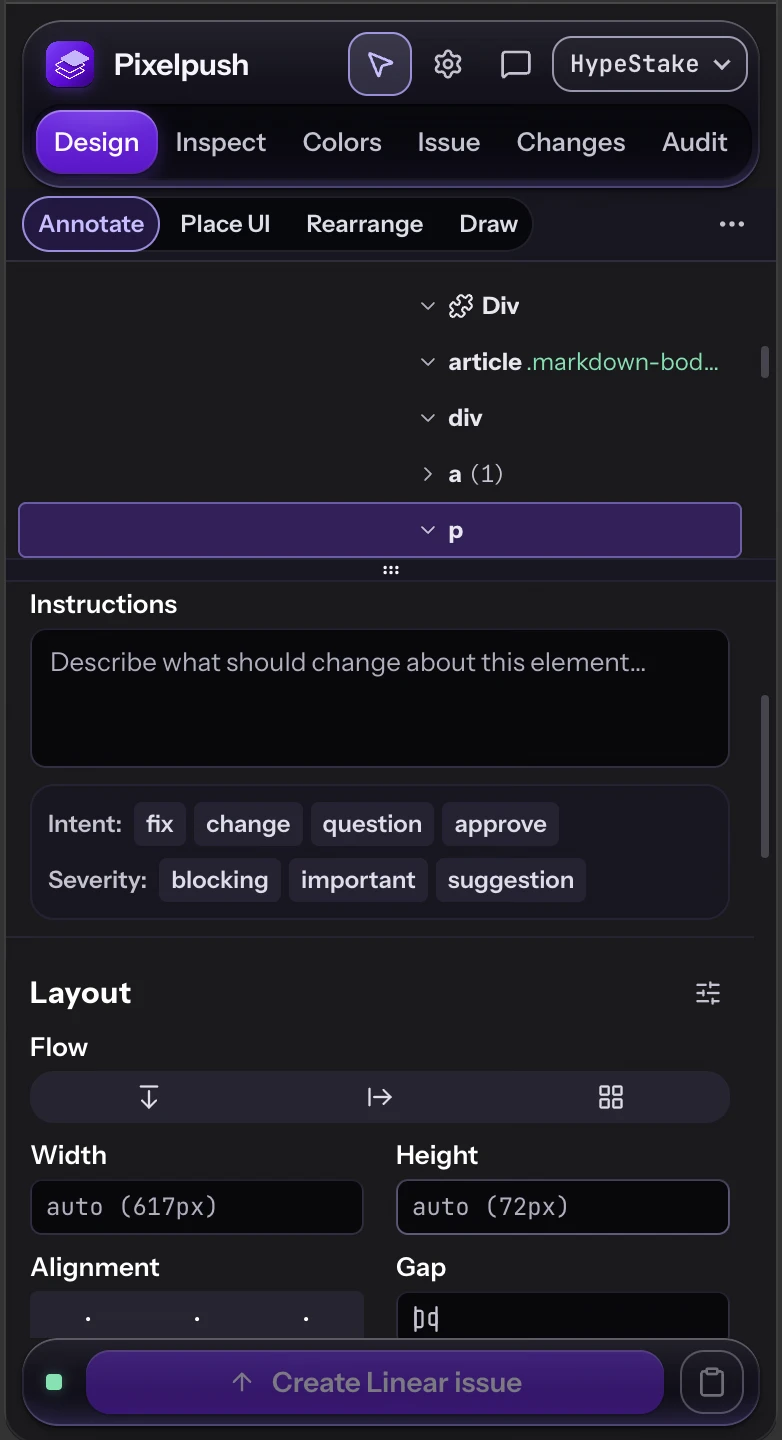 Pixelpush
HypeStake
Design Inspect Colors Issue Changes Audit
Annotate Place UI Rearrange Draw
Div
article .markdown-bod...
div
a (1)
p
Instructions
Describe what should change about this element...
Intent: fix change question approve
Severity: blocking important suggestion
Layout
Flow
Width Height
auto (617px) auto (72px)
Alignment Gap
Create Linear issue